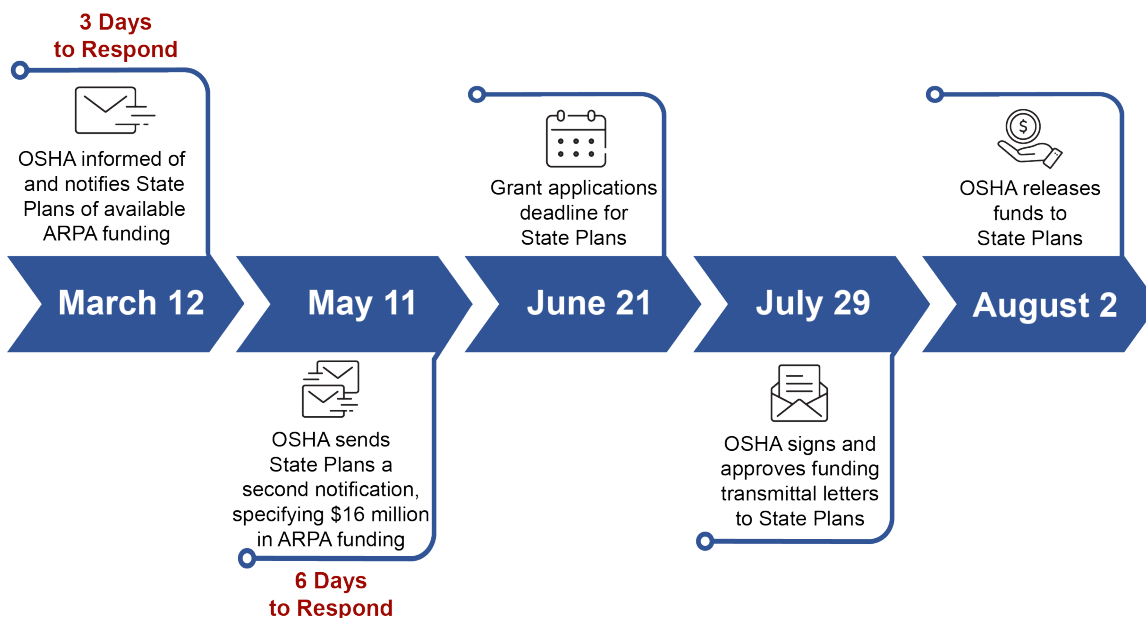 3 Days
to Respond
OSHA informed of
and notifies State
Plans of available
ARPA funding
March 12
OSHA sends
State Plans a
second notification,
specifying $16 million
in ARPA funding
6 Days
to Respond
May 11
Grant applications
deadline for
State Plans
June 21
OSHA signs and
approves funding
transmittal letters
to State Plans
July 29
$
OSHA releases
funds to
State Plans
August 2